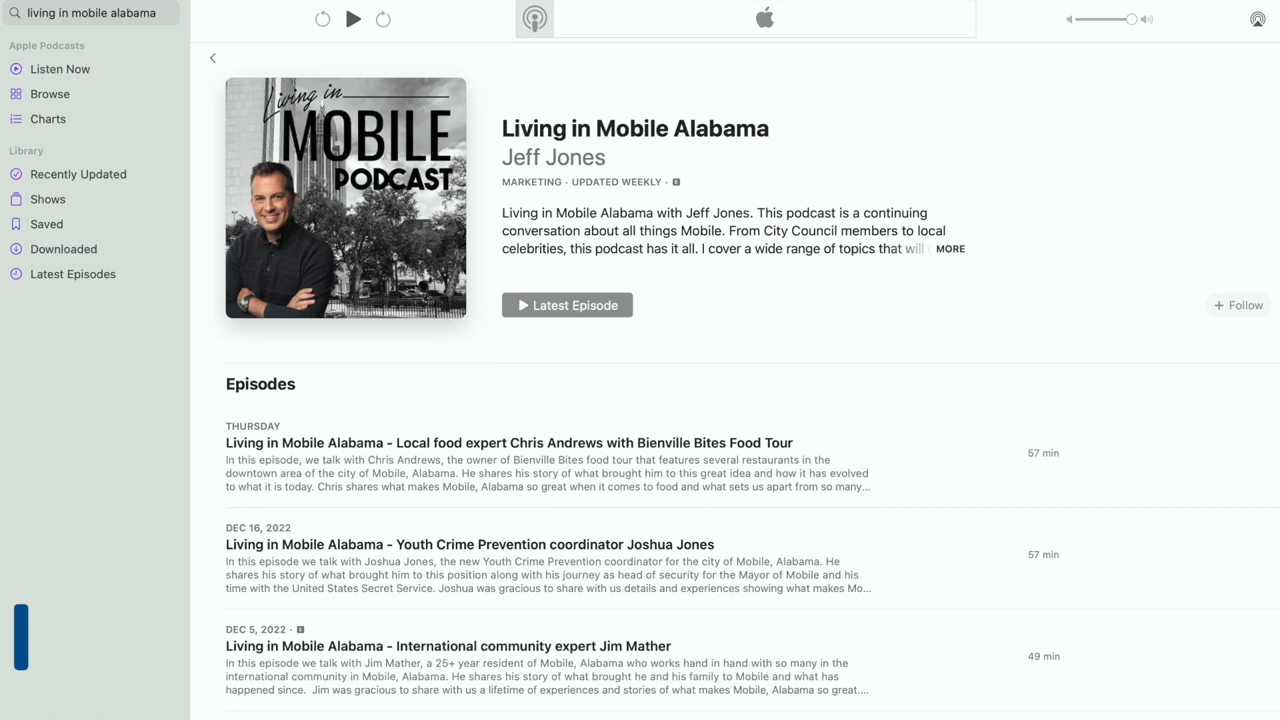 living in mobile alabama
Apple Podcasts
Listen Now
Browse
Charts
Library
Recently Updated
Shows
Saved
Downloaded
Latest Episodes
Living in
MOBILE
PODCAST
Living in Mobile Alabama
Jeff Jones
MARKETING · UPDATED WEEKLY · E
Living in Mobile Alabama with Jeff Jones. This podcast is a continuing
conversation about all things Mobile. From City Council members to local
celebrities, this podcast has it all. I cover a wide range of topics that will MORE
Latest Episode
+ Follow
Episodes
THURSDAY
Living in Mobile Alabama - Local food expert Chris Andrews with Bienville Bites Food Tour
In this episode, we talk with Chris Andrews, the owner of Bienville Bites food tour that features several restaurants in the
downtown area of the city of Mobile, Alabama. He shares his story of what brought him to this great idea and how it has evolved
to what it is today. Chris shares what makes Mobile, Alabama so great when it comes to food and what sets us apart from so many...
57 min
DEC 16, 2022
Living in Mobile Alabama - Youth Crime Prevention coordinator Joshua Jones
In this episode we talk with Joshua Jones, the new Youth Crime Prevention coordinator for the city of Mobile, Alabama. He
shares his story of what brought him to this position along with his journey as head of security for the Mayor of Mobile and his
time with the United States Secret Service. Joshua was gracious to share with us details and experiences showing what makes Mo...
57 min
DEC 5, 2022 · E
Living in Mobile Alabama - International community expert Jim Mather
In this episode we talk with Jim Mather, a 25+ year resident of Mobile, Alabama who works hand in hand with so many in the
international community in Mobile, Alabama. He shares his story of what brought he and his family to Mobile and what has
happened since. Jim was gracious to share with us a lifetime of experiences and stories of what makes Mobile, Alabama so great....
49 min